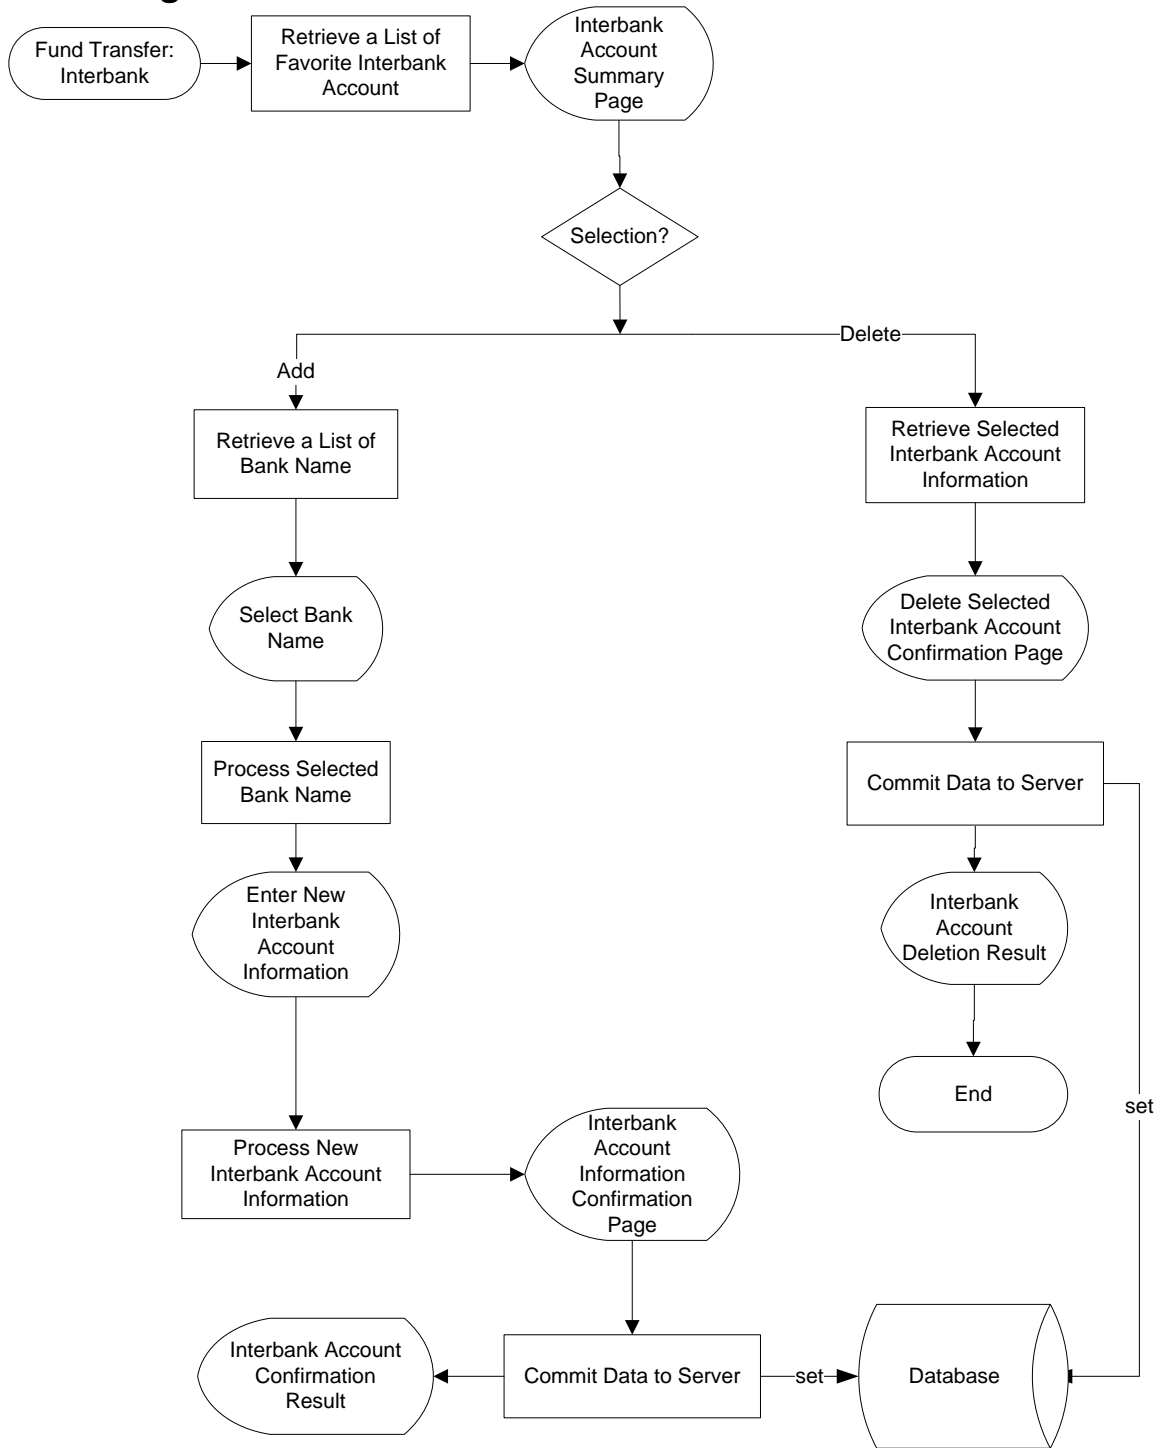 Fund Transfer:
Interbank
Retrieve a List of
Favorite Interbank
Account
Interbank
Account
Summary
Page
Selection?
Delete
Add
Retrieve a List of
Bank Name
Retrieve Selected
Interbank Account
Information
Select Bank
Name
Delete Selected
Interbank Account
Confirmation Page
Process Selected
Bank Name
Commit Data to Server
Enter New
Interbank
Account
Information
Interbank
Account
Deletion Result
End
set
Process New
Interbank Account
Information
Interbank
Account
Information
Confirmation
Page
Interbank Account
Confirmation
Result
Commit Data to Server
set
Database